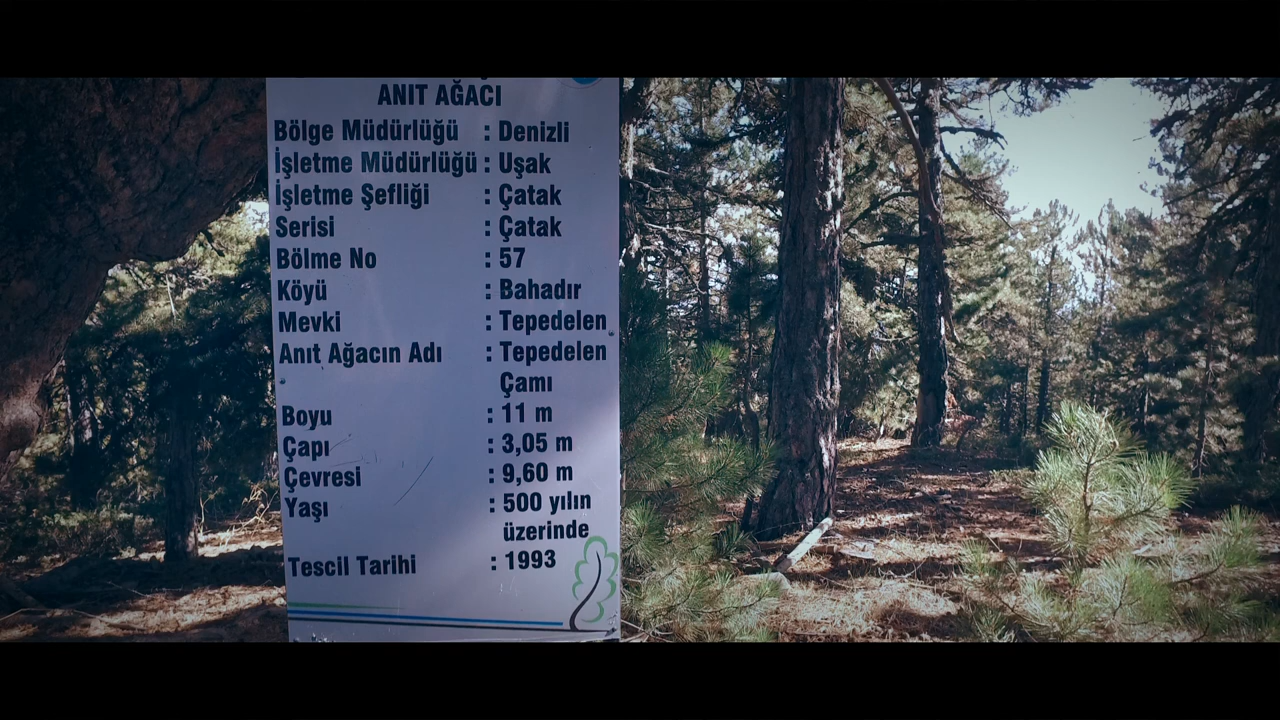 ANIT AĞACI
Bölge Müdürlüğü : Denizli
İşletme Müdürlüğü : Uşak
İşletme Şefliği : Çatak
Serisi : Çatak
Bölme No : 57
Köyü : Bahadır
Mevki : Tepedelen
Anıt Ağacın Adı : Tepedelen
Çamı
Boyu : 11 m
Çapı : 3,05 m
Çevresi : 9,60 m
Yaşı : 500 yılın
üzerinde
Tescil Tarihi : 1993